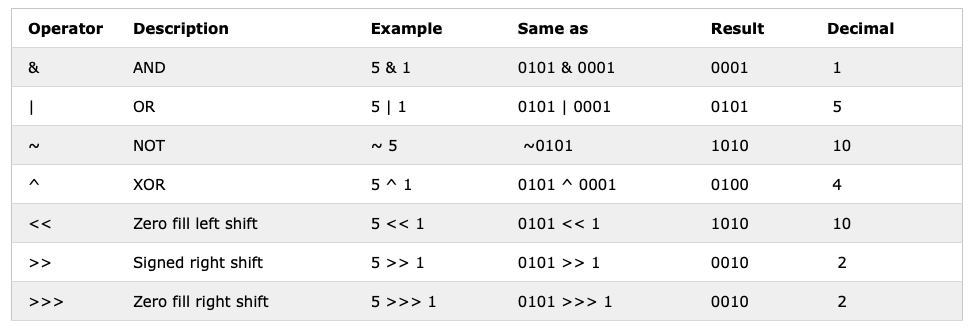 Operator Description Example Same as Result Decimal
& AND 5 & 1 0101 & 0001 0001 1
| OR 5 | 1 0101 | 0001 0101 5
~ NOT ~ 5 ~0101 1010 10
^ XOR 5 ^ 1 0101 ^ 0001 0100 4
<< Zero fill left shift 5 << 1 0101 << 1 1010 10
>> Signed right shift 5 >> 1 0101 >> 1 0010 2
>>> Zero fill right shift 5 >>> 1 0101 >>> 1 0010 2